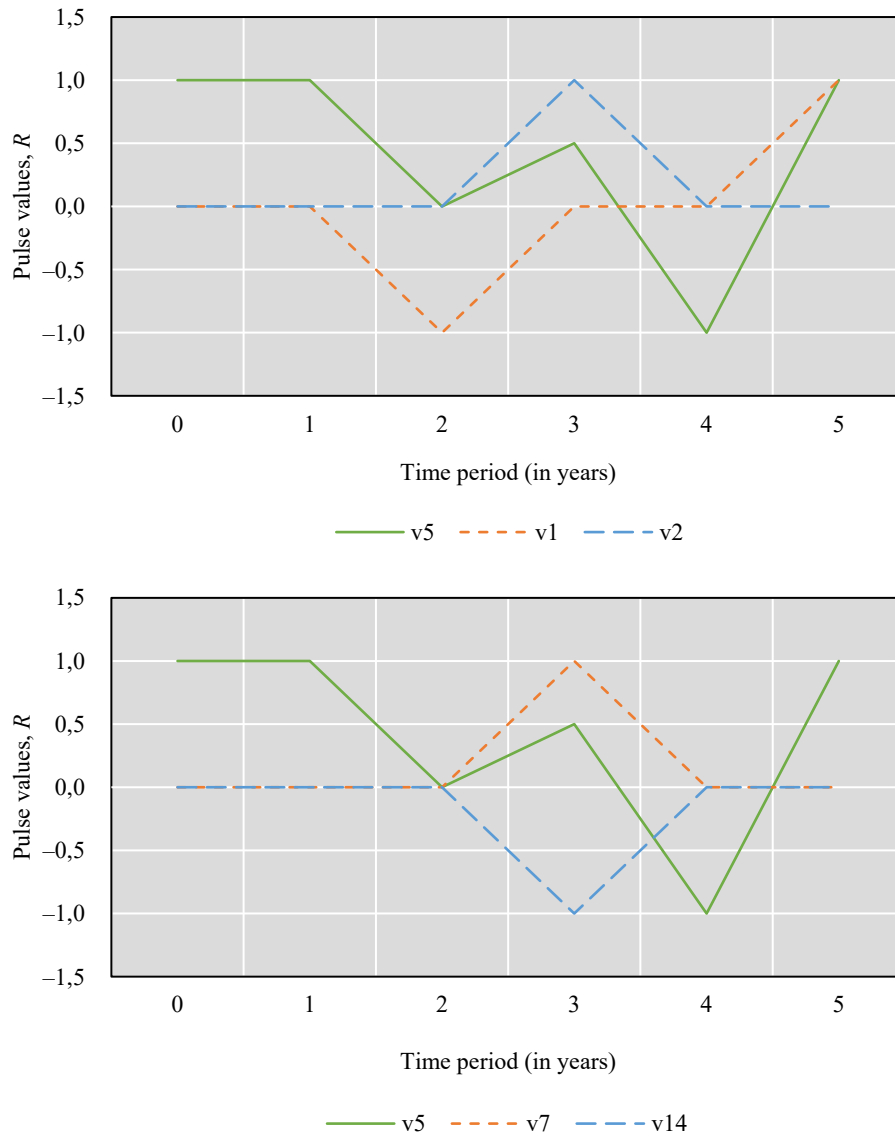 1,5
1,0
0,5
0,0
–0,5
–1,0
–1,5
Pulse values, R
0 1 2 3 4 5
Time period (in years)
v5 v1 v2
1,5
1,0
0,5
0,0
–0,5
–1,0
–1,5
Pulse values, R
0 1 2 3 4 5
Time period (in years)
v5 v7 v14